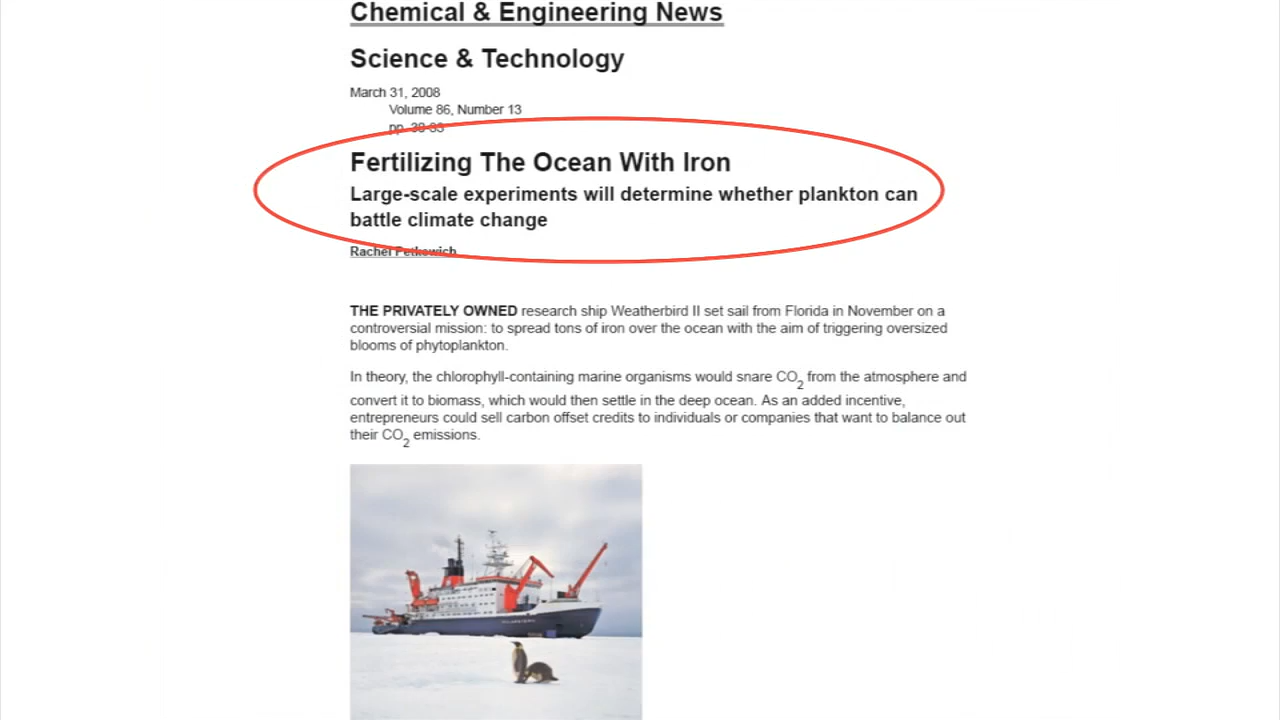 Chemical & Engineering News
Science & Technology
March 31, 2008
Volume 86, Number 13
pp. 30-33
Fertilizing The Ocean With Iron
Large-scale experiments will determine whether plankton can
battle climate change
Rachel Petkewich
THE PRIVATELY OWNED research ship Weatherbird II set sail from Florida in November on a
controversial mission: to spread tons of iron over the ocean with the aim of triggering oversized
blooms of phytoplankton.
In theory, the chlorophyll-containing marine organisms would snare CO2 from the atmosphere and
convert it to biomass, which would then settle in the deep ocean. As an added incentive,
entrepreneurs could sell carbon offset credits to individuals or companies that want to balance out
their CO2 emissions.